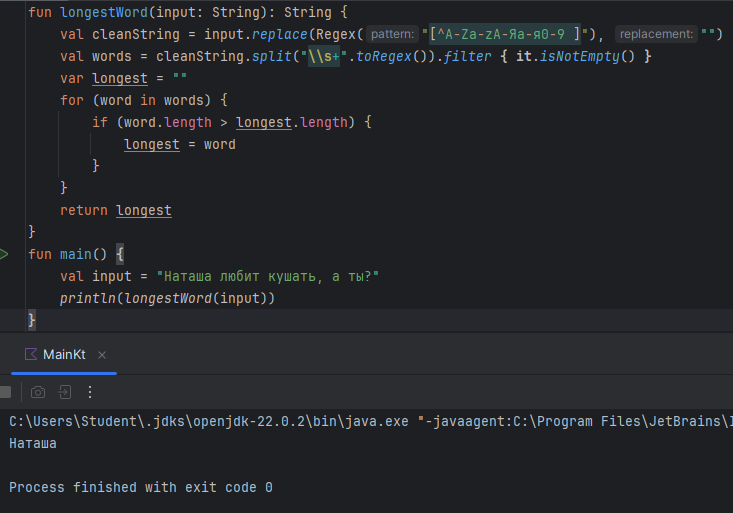 fun longestWord(input: String): String {
    val cleanString = input.replace(Regex( pattern: "[^A-Za-zА-Яа-я0-9 ]"), replacement: "")
    val words = cleanString.split("\\s+".toRegex()).filter { it.isNotEmpty() }
    var longest = ""
    for (word in words) {
        if (word.length > longest.length) {
            longest = word
        }
    }
    return longest
}
fun main() {
    val input = "Наташа любит кушать, а ты?"
    println(longestWord(input))
}
MainKt
C:\Users\Student\.jdks\openjdk-22.0.2\bin\java.exe "-javaagent:C:\Program Files\JetBrains\
Наташа
Process finished with exit code 0